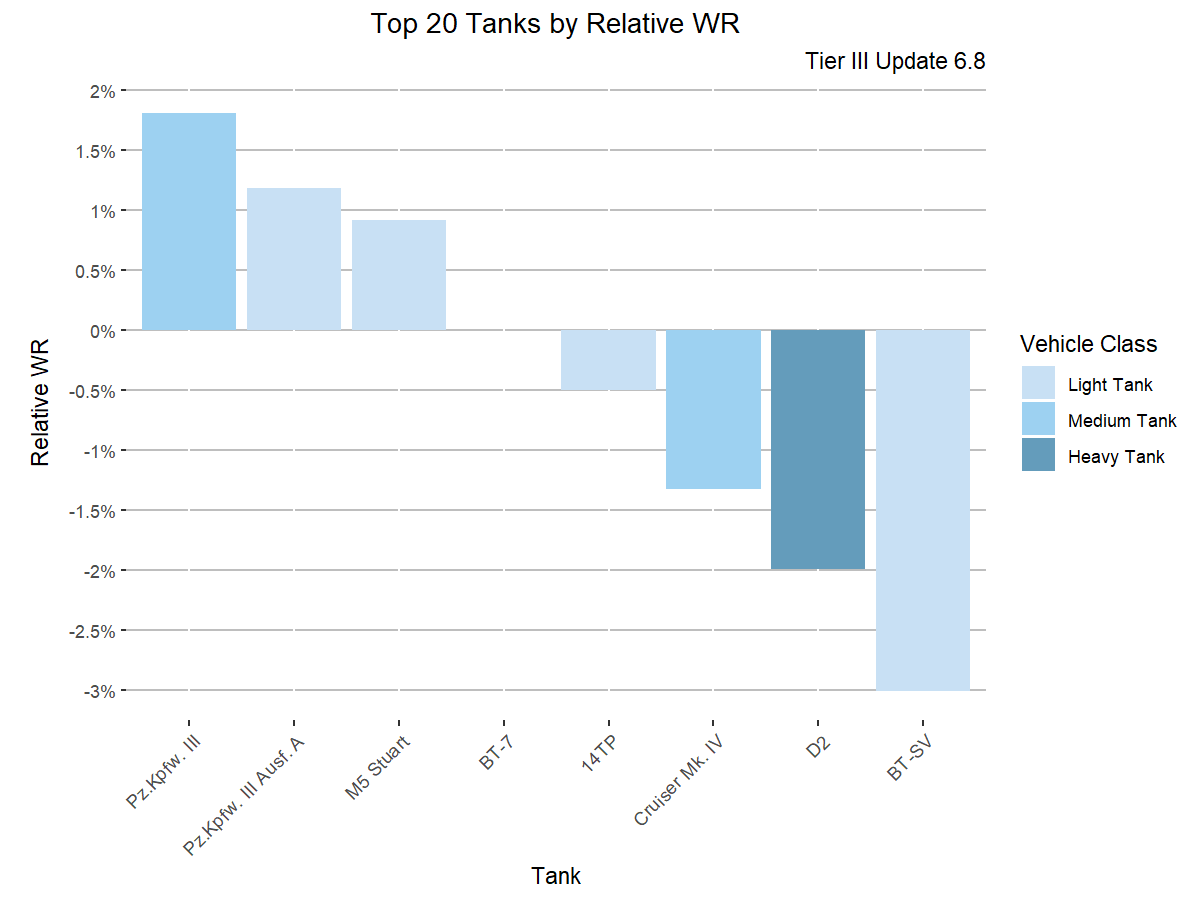 Top 20 Tanks by Relative WR
Tier III Update 6.8
2%
1.5%
1%
0.5%
0%
-0.5%
-1%
-1.5%
-2%
-2.5%
-3%
Relative WR
Pz.Kpfw. III
Pz.Kpfw. III Ausf. A
M5 Stuart
BT-7
14TP
Cruiser Mk. IV
D2
BT-SV
Tank
Vehicle Class
Light Tank
Medium Tank
Heavy Tank